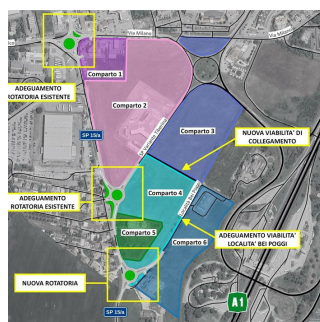 Via Milano
Via Milano
ADEGUAMENTO
ROTATORIA ESISTENTE
Comparto 1
Comparto 2
SP 15/a
Comparto 3
NUOVA VIABILITA' DI
COLLEGAMENTO
Comparto 4
ADEGUAMENTO
ROTATORIA ESISTENTE
Comparto 5
ADEGUAMENTO VIABILITA'
LOCALITA' BEI POGGI
Comparto 6
NUOVA ROTATORIA
SP 15/a
A1